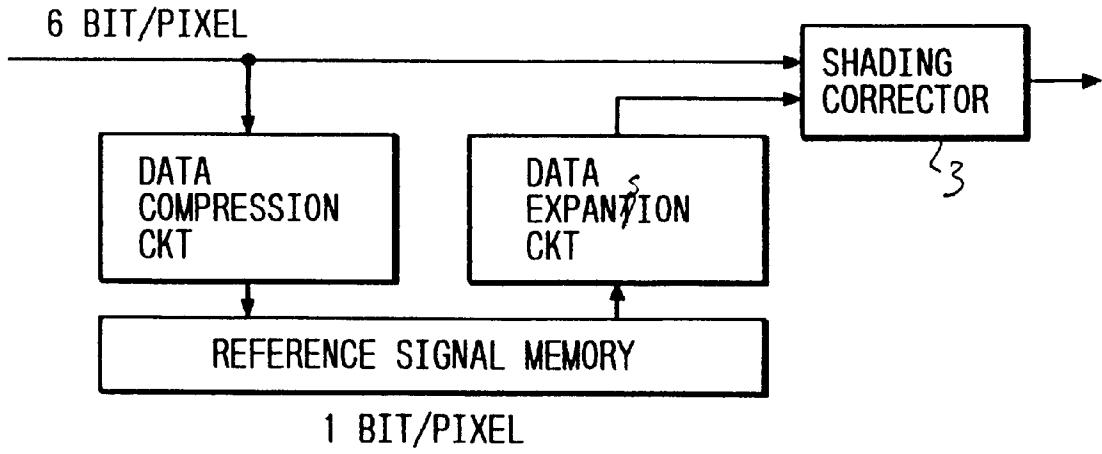 6 BIT/PIXEL
SHADING
CORRECTOR
3
DATA
COMPRESSION
CKT
DATA
EXPANSION
CKT
REFERENCE SIGNAL MEMORY
1 BIT/PIXEL